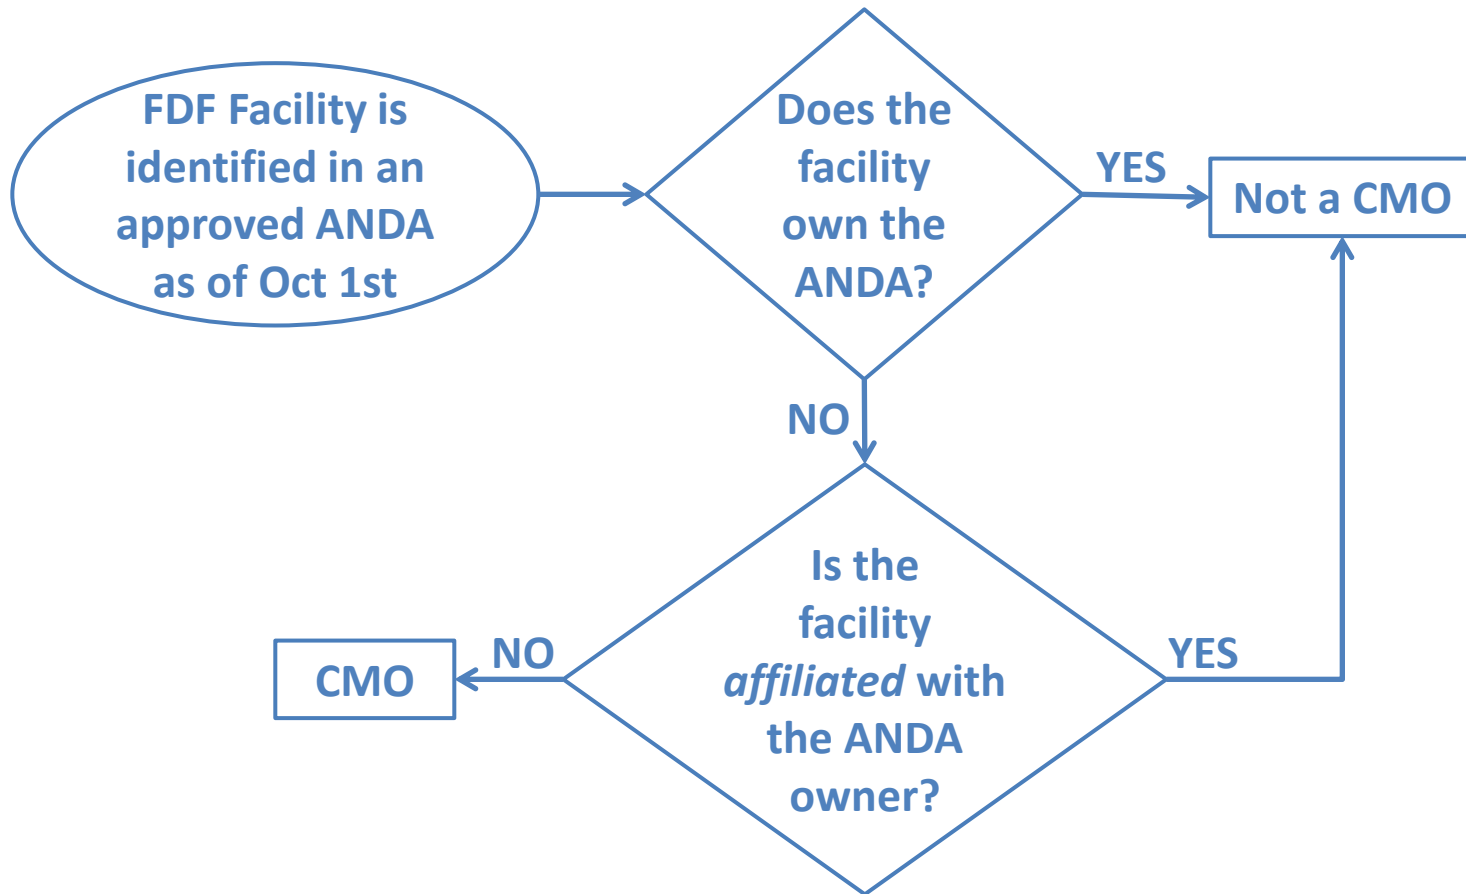 FDF Facility is
identified in an
approved ANDA
as of Oct 1st
Does the
facility
own the
ANDA?
YES
Not a CMO
NO
Is the
facility
affiliated with
the ANDA
owner?
NO
CMO
YES